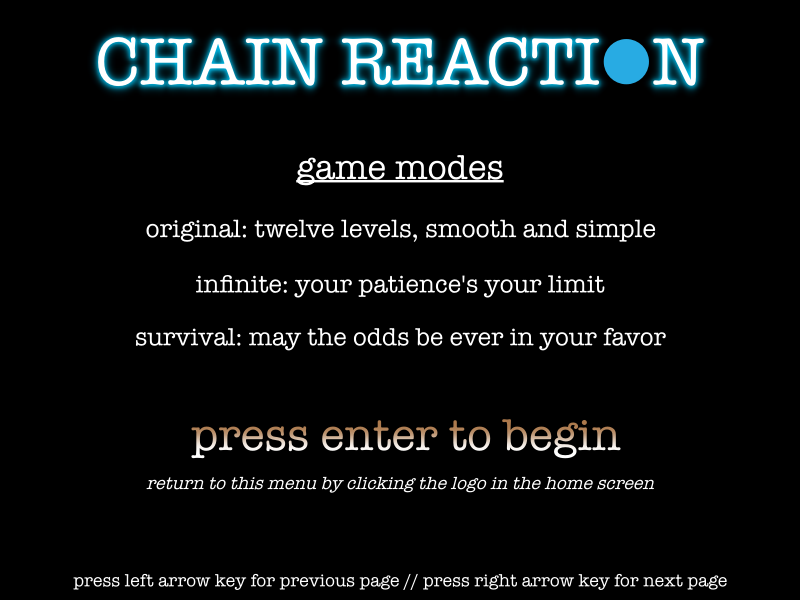 CHAIN REACTION
game modes
original: twelve levels, smooth and simple
infinite: your patience's your limit
survival: may the odds be ever in your favor
press enter to begin
return to this menu by clicking the logo in the home screen
press left arrow key for previous page // press right arrow key for next page